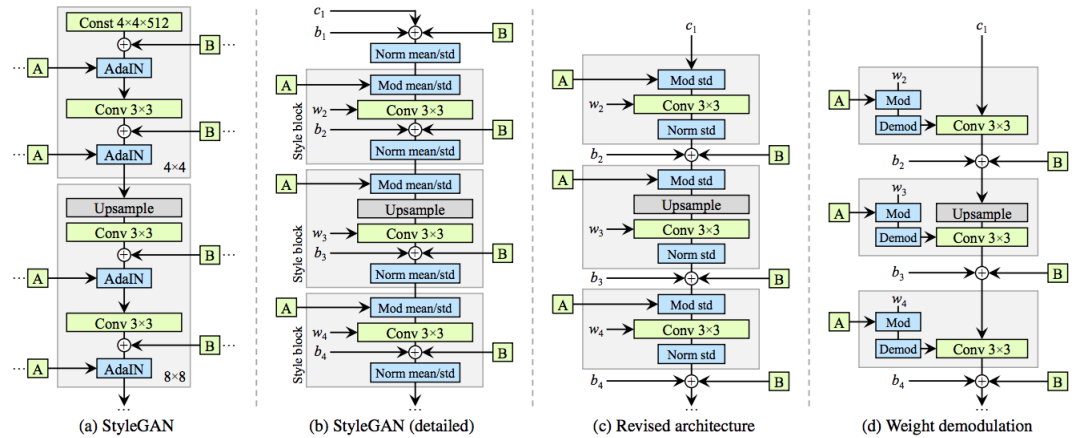 Const 4×4×512
B ...
... A
AdaIN
Conv 3×3
B ...
... A
AdaIN
4×4
Upsample
Conv 3×3
B ...
... A
AdaIN
Conv 3×3
B ...
... A
AdaIN
8×8
...
(a) StyleGAN
c1
b1
B
Norm mean/std
Style block
A
Mod mean/std
w2
Conv 3×3
b2
B
Norm mean/std
Style block
A
Mod mean/std
Upsample
w3
Conv 3×3
b3
B
Norm mean/std
Style block
A
Mod mean/std
w4
Conv 3×3
b4
B
Norm mean/std
...
(b) StyleGAN (detailed)
c1
A
Mod std
w2
Conv 3×3
Norm std
b2
B
A
Mod std
Upsample
w3
Conv 3×3
Norm std
b3
B
A
Mod std
w4
Conv 3×3
Norm std
b4
B
...
(c) Revised architecture
c1
w2
A
Mod
Demod
Conv 3×3
b2
B
w3
A
Mod
Upsample
Demod
Conv 3×3
b3
B
w4
A
Mod
Demod
Conv 3×3
b4
B
...
(d) Weight demodulation